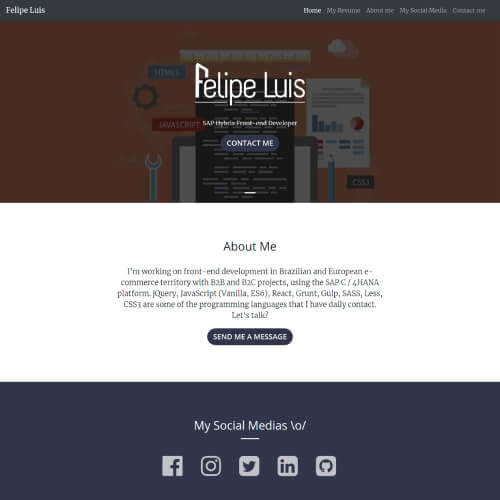 Felipe Luis
Home My Resume About me My Social Media Contact me
HTML5
Felipe Luis
JAVASCRIPT
SAP Hybris Front-end Developer
CONTACT ME
CSS3
About Me
I'm working on front-end development in Brazilian and European e-
commerce territory with B2B and B2C projects, using the SAP C / 4HANA
platform. jQuery, JavaScript (Vanilla, ES6), React, Grunt, Gulp, SASS, Less,
CSS3 are some of the programming languages that I have daily contact.
Let's talk?
SEND ME A MESSAGE
My Social Medias \o/